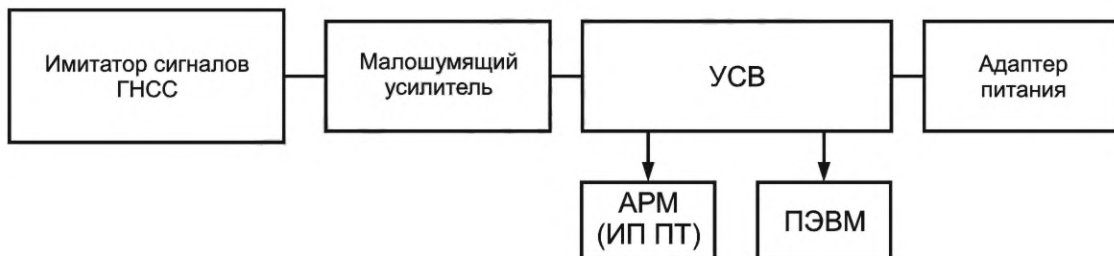 Имитатор сигналов
ГНСС
Малошумящий
усилитель
УСВ
Адаптер
питания
АРМ
(ИП ПТ)
ПЭВМ